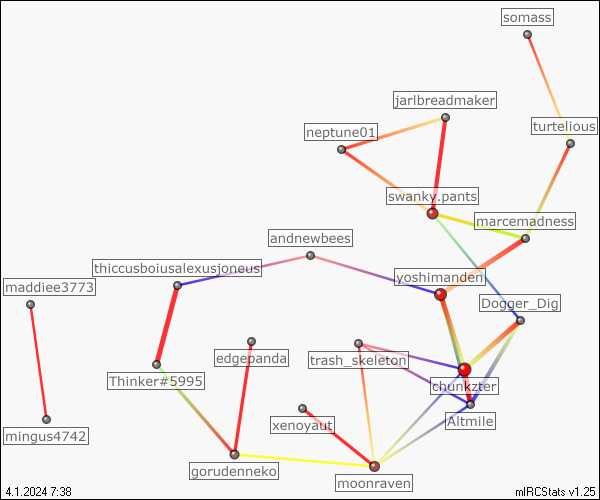 somass
jarlbreadmaker
neptune01
turtelious
swanky.pants
marcemadness
andnewbees
thiccusboiusalexusjoneus
yoshimanden
maddiee3773
Dogger_Dig
edgepanda
trash_skeleton
Thinker#5995
chunkzter
xenoyaut
Altmile
mingus4742
gorudenneko
moonraven
4.1.2024 7:38
mIRCStats v1.25